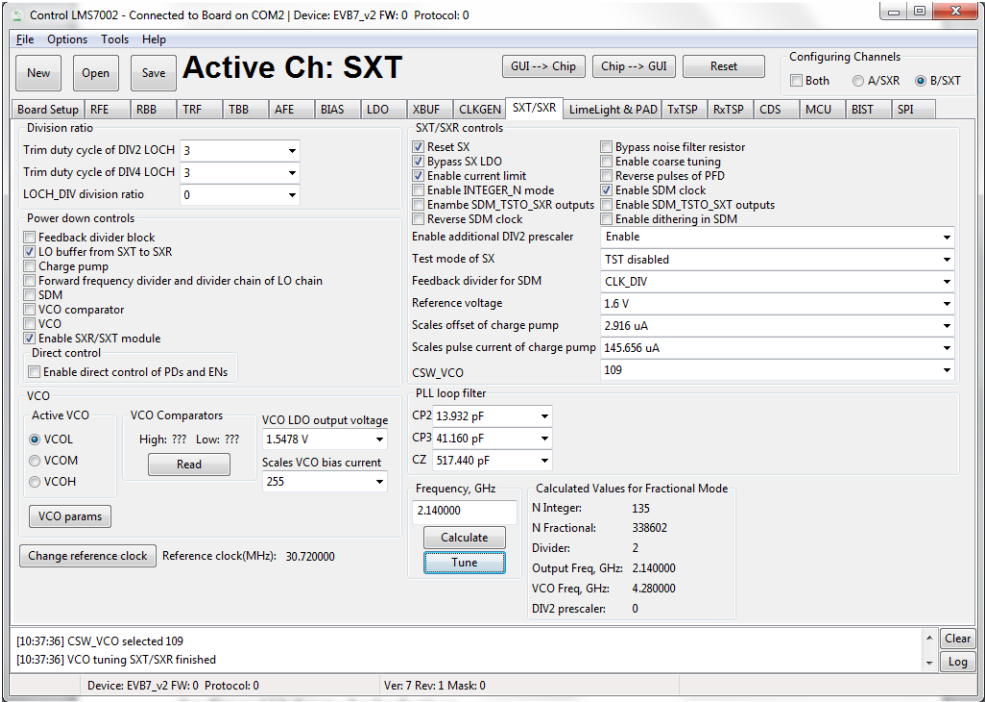 Control LMS7002 - Connected to Board on COM2 | Device: EVB7_v2 FW: 0 Protocol: 0
File Options Tools Help
New Open Save Active Ch: SXT GUI --> Chip Chip --> GUI Reset
Configuring Channels
Both A/SXR B/SXT
Board Setup RFE RBB TRF TBB AFE BIAS LDO XBUF CLKGEN SXT/SXR LimeLight & PAD TxTSP RxTSP CDS MCU BIST SPI
Division ratio
Trim duty cycle of DIV2 LOCH 3
Trim duty cycle of DIV4 LOCH 3
LOCH_DIV division ratio 0
Power down controls
Feedback divider block
LO buffer from SXT to SXR
Charge pump
Forward frequency divider and divider chain of LO chain
SDM
VCO comparator
VCO
Enable SXR/SXT module
Direct control
Enable direct control of PDs and ENs
VCO
Active VCO
VCOL
VCOM
VCOH
VCO Comparators
High: ??? Low: ???
Read
VCO LDO output voltage
1.5478 V
Scales VCO bias current
255
VCO params
Change reference clock Reference clock(MHz): 30.720000
SXT/SXR controls
Reset SX
Bypass SX LDO
Enable current limit
Enable INTEGER_N mode
Enambe SDM_TSTO_SXR outputs
Reverse SDM clock
Bypass noise filter resistor
Enable coarse tuning
Reverse pulses of PFD
Enable SDM clock
Enable SDM_TSTO_SXT outputs
Enable dithering in SDM
Enable additional DIV2 prescaler Enable
Test mode of SX TST disabled
Feedback divider for SDM CLK_DIV
Reference voltage 1.6 V
Scales offset of charge pump 2.916 uA
Scales pulse current of charge pump 145.656 uA
CSW_VCO 109
PLL loop filter
CP2 13.932 pF
CP3 41.160 pF
CZ 517.440 pF
Frequency, GHz
2.140000
Calculate
Tune
Calculated Values for Fractional Mode
N Integer: 135
N Fractional: 338602
Divider: 2
Output Freq, GHz: 2.140000
VCO Freq, GHz: 4.280000
DIV2 prescaler: 0
[10:37:36] CSW_VCO selected 109
[10:37:36] VCO tuning SXT/SXR finished
Clear
Log
Device: EVB7_v2 FW: 0 Protocol: 0 Ver: 7 Rev: 1 Mask: 0